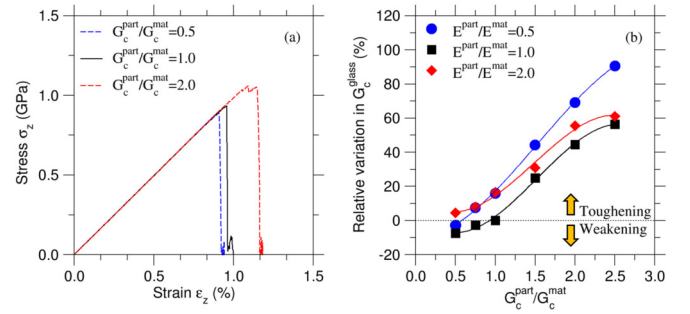 (a)
G_c^part/G_c^mat=0.5
G_c^part/G_c^mat=1.0
G_c^part/G_c^mat=2.0
Stress σ_z (GPa)
1.5
1.0
0.5
0.0
0.0 0.5 1.0 1.5
Strain ε_z (%)
(b)
E^part/E^mat=0.5
E^part/E^mat=1.0
E^part/E^mat=2.0
Relative variation in G_c^glass (%)
120
100
80
60
40
20
0
-20
Toughening
Weakening
0.0 0.5 1.0 1.5 2.0 2.5 3.0
G_c^part/G_c^mat